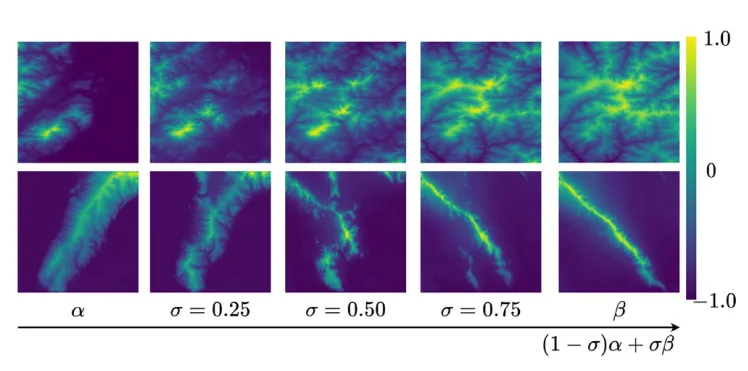 1.0
0
−1.0
α σ = 0.25 σ = 0.50 σ = 0.75 β
(1 − σ)α + σβ